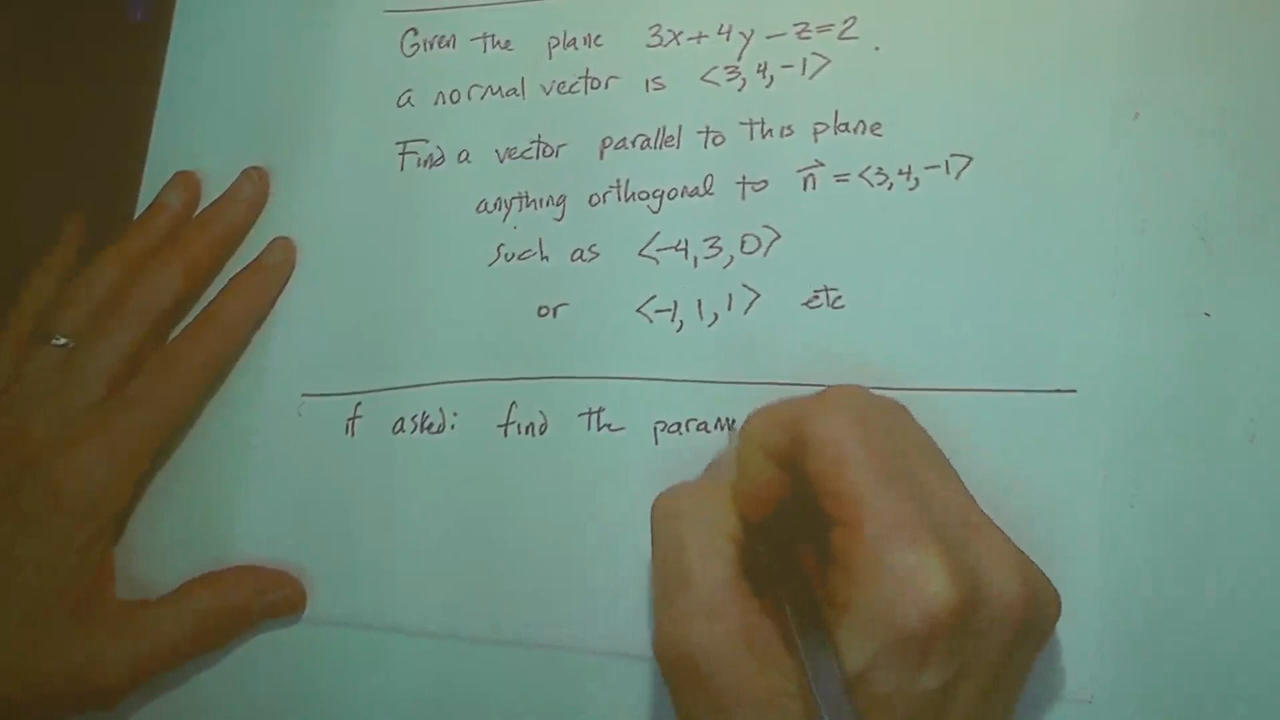 Given the plane 3x+4y-z=2.
a normal vector is <3,4,-1>
Find a vector parallel to this plane
anything orthogonal to n⃗ = <3,4,-1>
such as <-4,3,0>
or <-1,1,1> etc
if asked: find the param